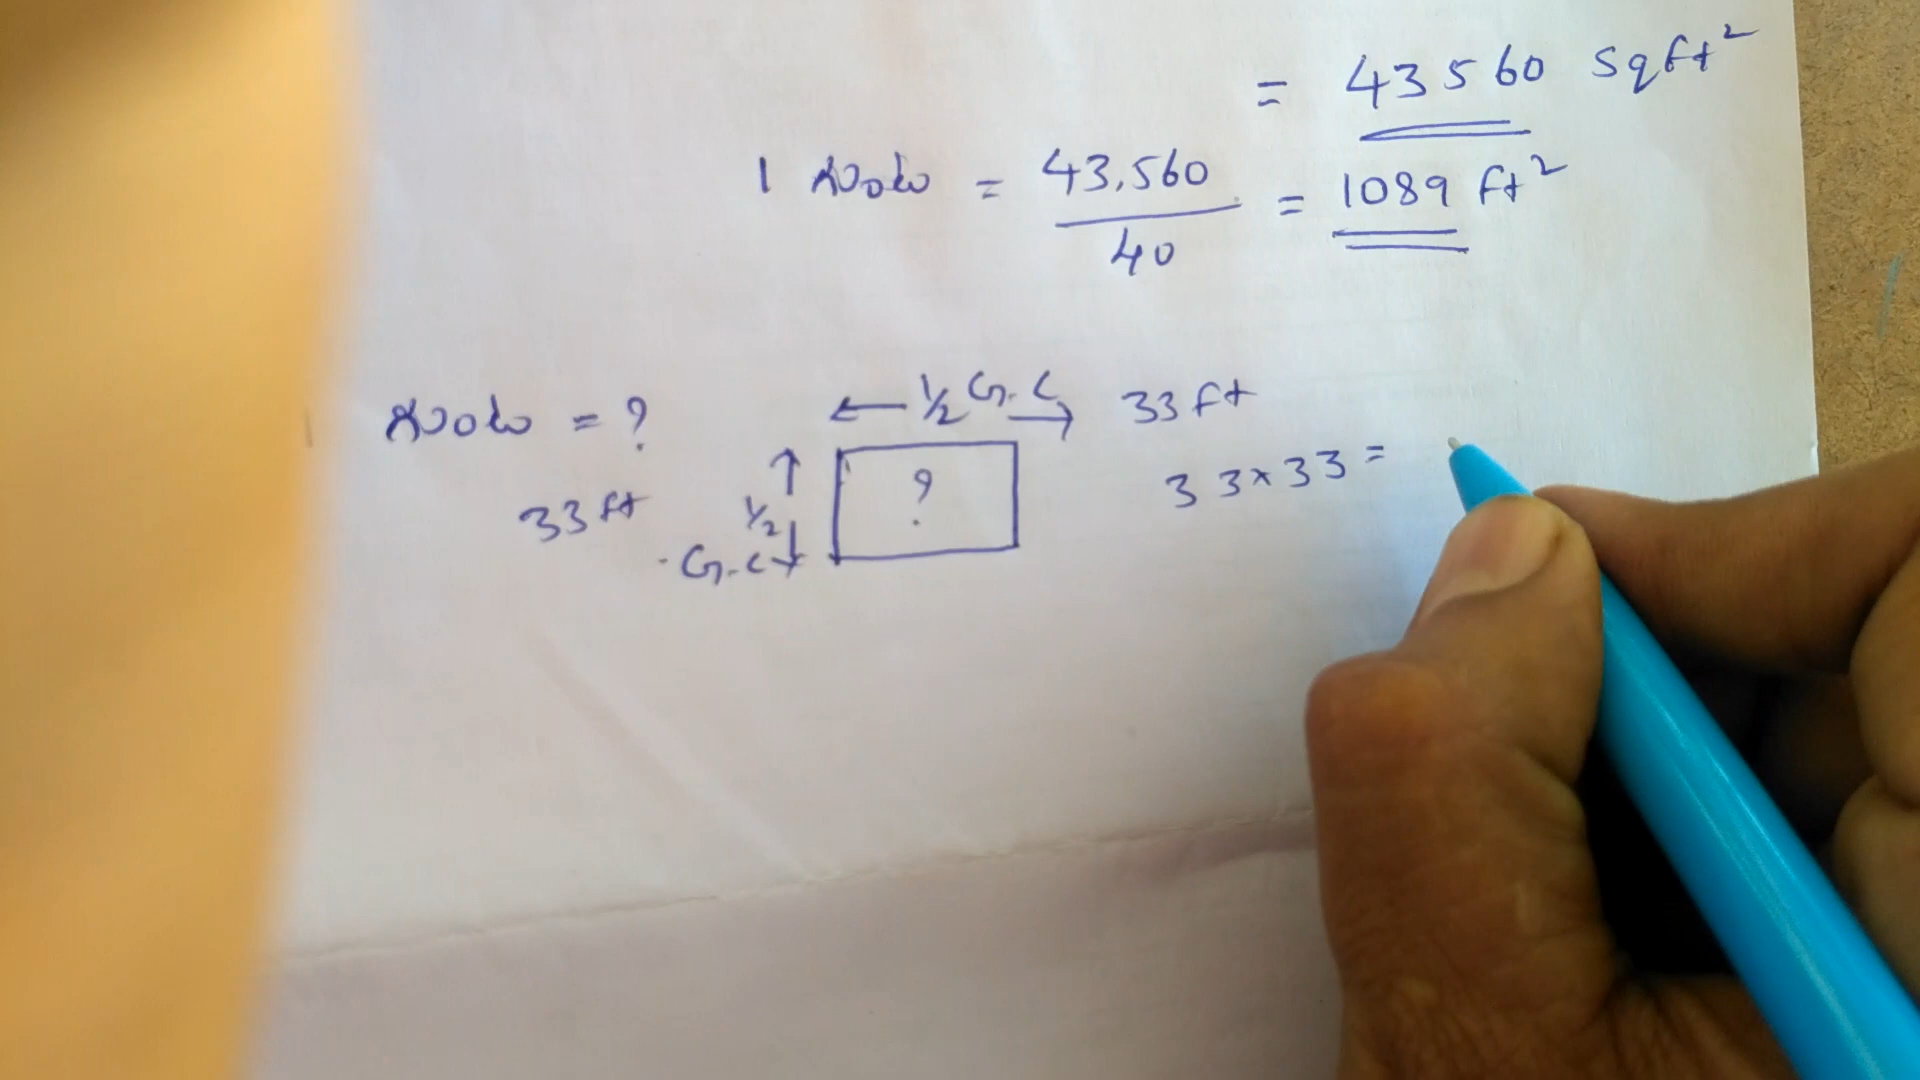 = 43560 sqft²
1 గుంట = 43,560 / 40 = 1089 ft²
గుంట = ?
← 1/2 G.C → 33 ft
33 ft
↑ 1/2 G.C ↓
?
33×33 =